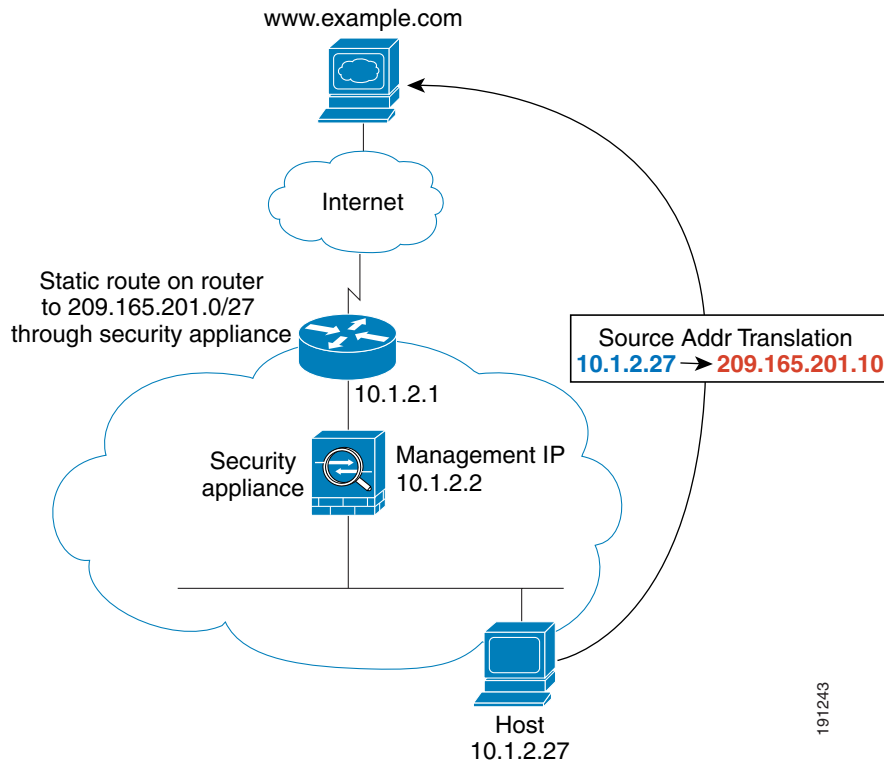 www.example.com
Internet
Static route on router
to 209.165.201.0/27
through security appliance
Source Addr Translation
10.1.2.27 → 209.165.201.10
10.1.2.1
Security
appliance
Management IP
10.1.2.2
Host
10.1.2.27
191243